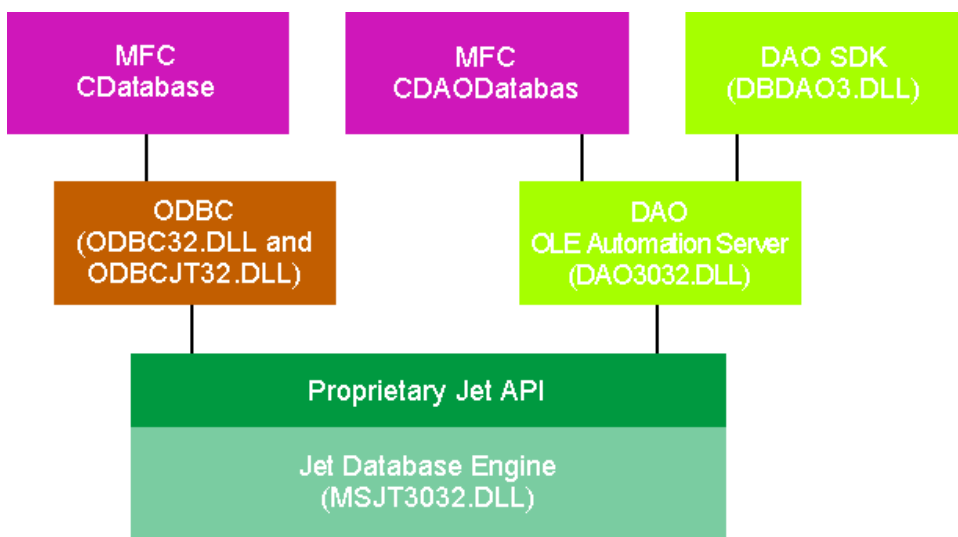 MFC
CDatabase
MFC
CDAODatabas
DAO SDK
(DBDAO3.DLL)
ODBC
(ODBC32.DLL and
ODBCJT32.DLL)
DAO
OLE Automation Server
(DAO3032.DLL)
Proprietary Jet API
Jet Database Engine
(MSJT3032.DLL)